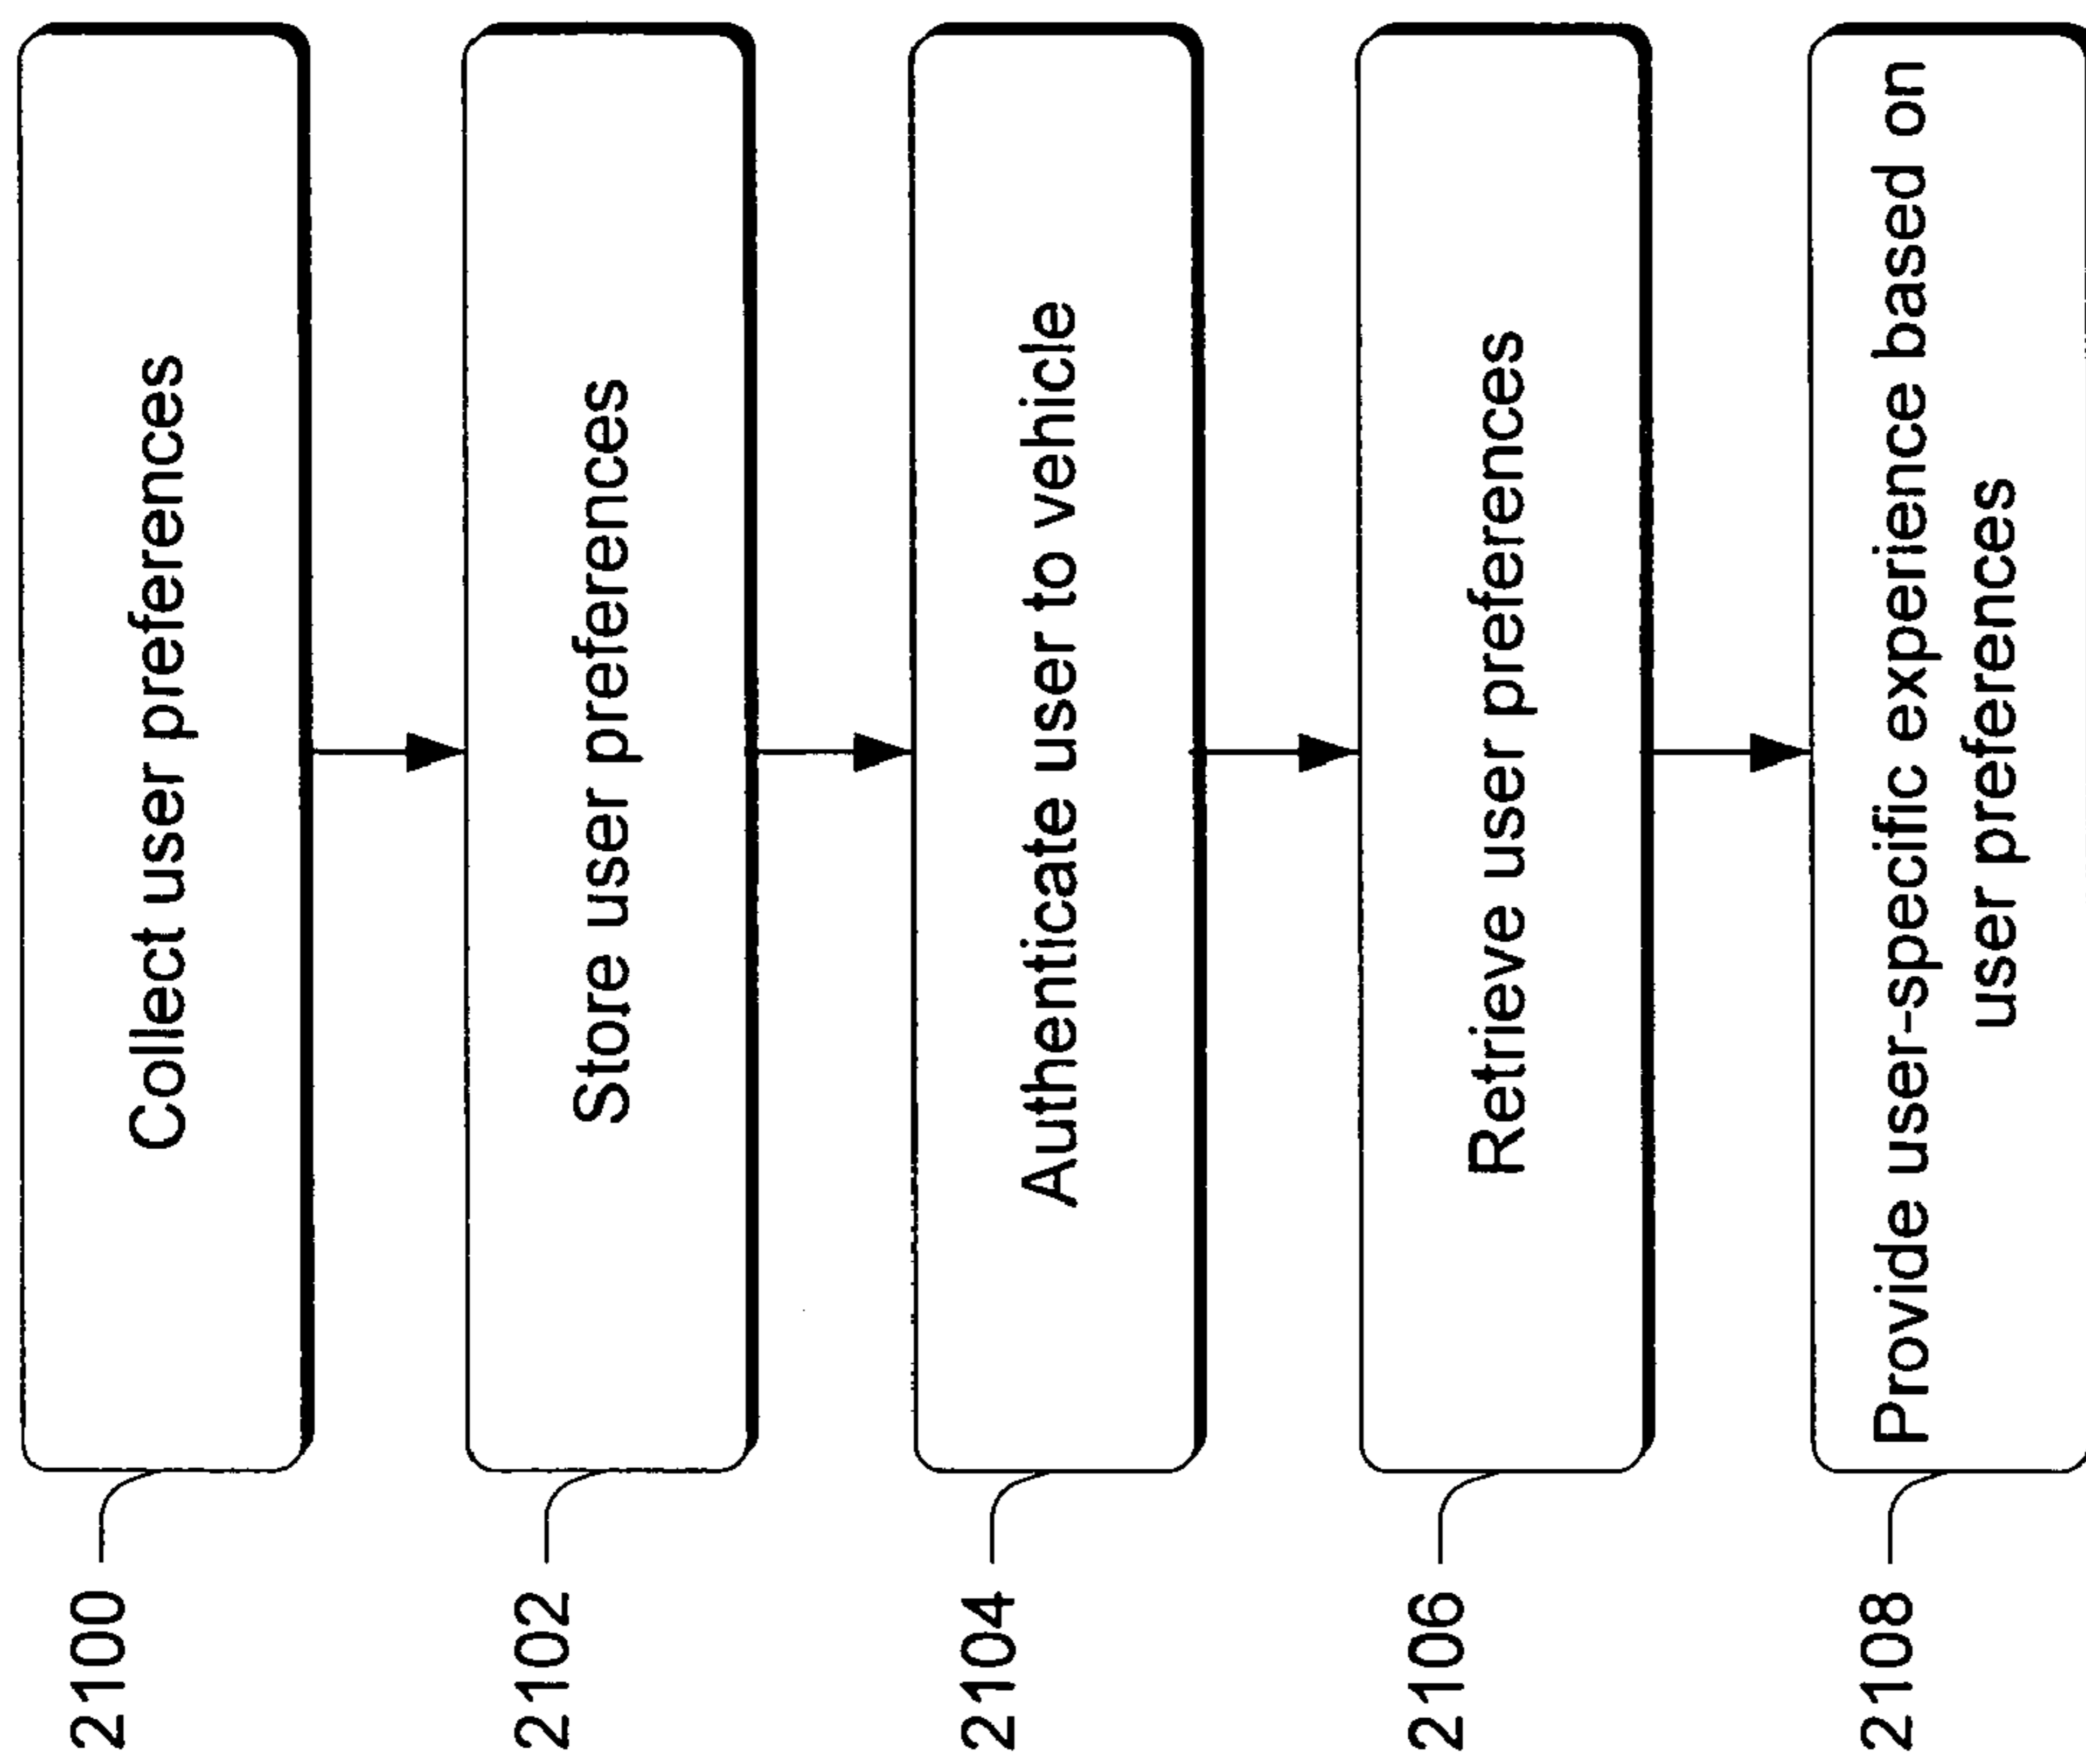 2100
Collect user preferences
2102
Store user preferences
2104
Authenticate user to vehicle
2106
Retrieve user preferences
2108
Provide user-specific experience based on
user preferences